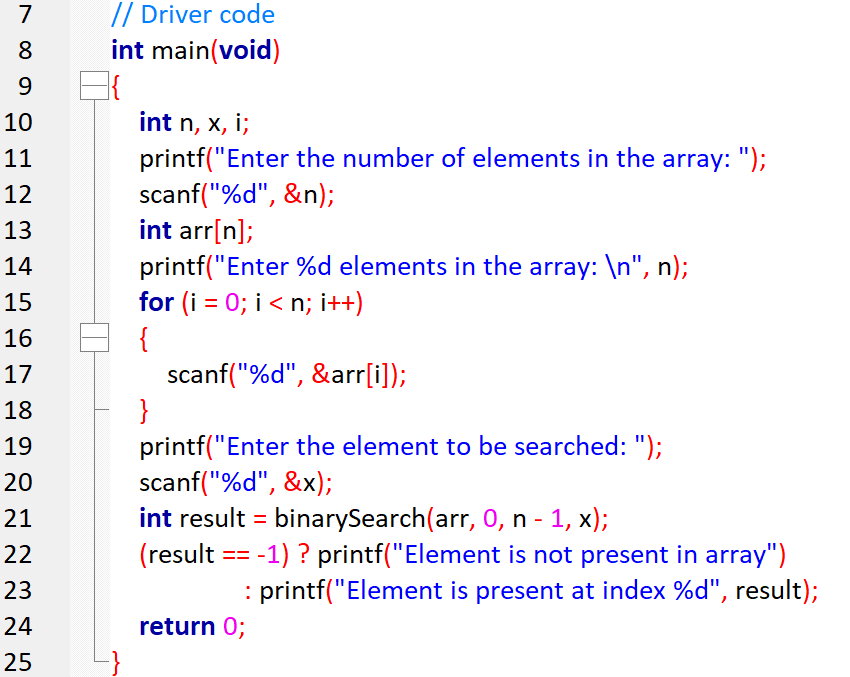 7 // Driver code
8 int main(void)
9 {
10 int n, x, i;
11 printf("Enter the number of elements in the array: ");
12 scanf("%d", &n);
13 int arr[n];
14 printf("Enter %d elements in the array: \n", n);
15 for (i = 0; i < n; i++)
16 {
17 scanf("%d", &arr[i]);
18 }
19 printf("Enter the element to be searched: ");
20 scanf("%d", &x);
21 int result = binarySearch(arr, 0, n - 1, x);
22 (result == -1) ? printf("Element is not present in array")
23 : printf("Element is present at index %d", result);
24 return 0;
25 }